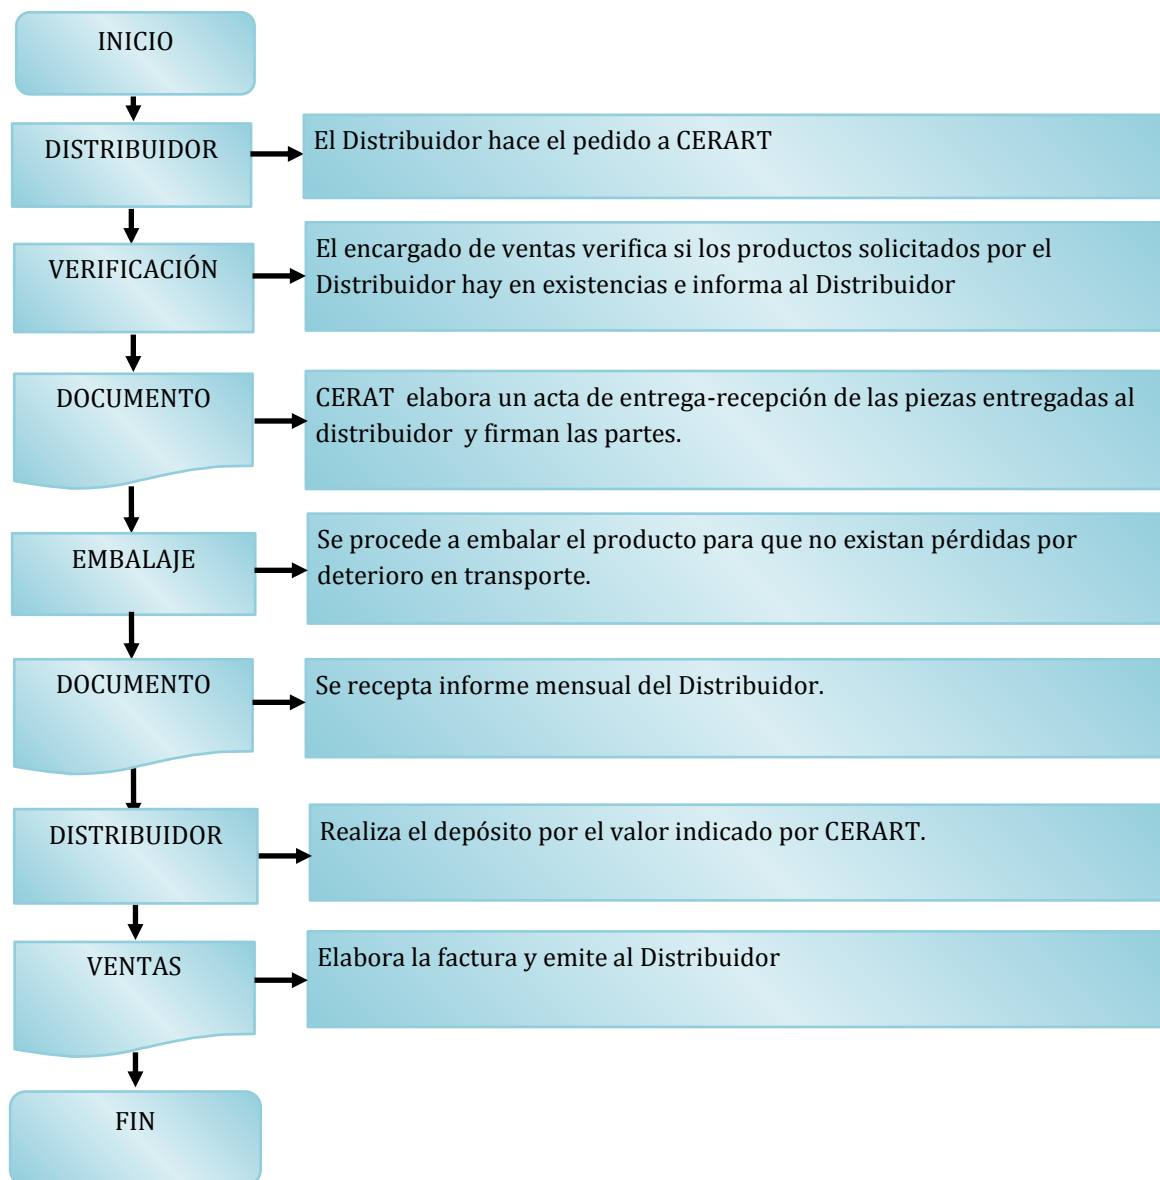 INICIO
DISTRIBUIDOR
El Distribuidor hace el pedido a CERART
VERIFICACIÓN
El encargado de ventas verifica si los productos solicitados por el
Distribuidor hay en existencias e informa al Distribuidor
DOCUMENTO
CERAT elabora un acta de entrega-recepción de las piezas entregadas al
distribuidor y firman las partes.
EMBALAJE
Se procede a embalar el producto para que no existan pérdidas por
deterioro en transporte.
DOCUMENTO
Se recepta informe mensual del Distribuidor.
DISTRIBUIDOR
Realiza el depósito por el valor indicado por CERART.
VENTAS
Elabora la factura y emite al Distribuidor
FIN